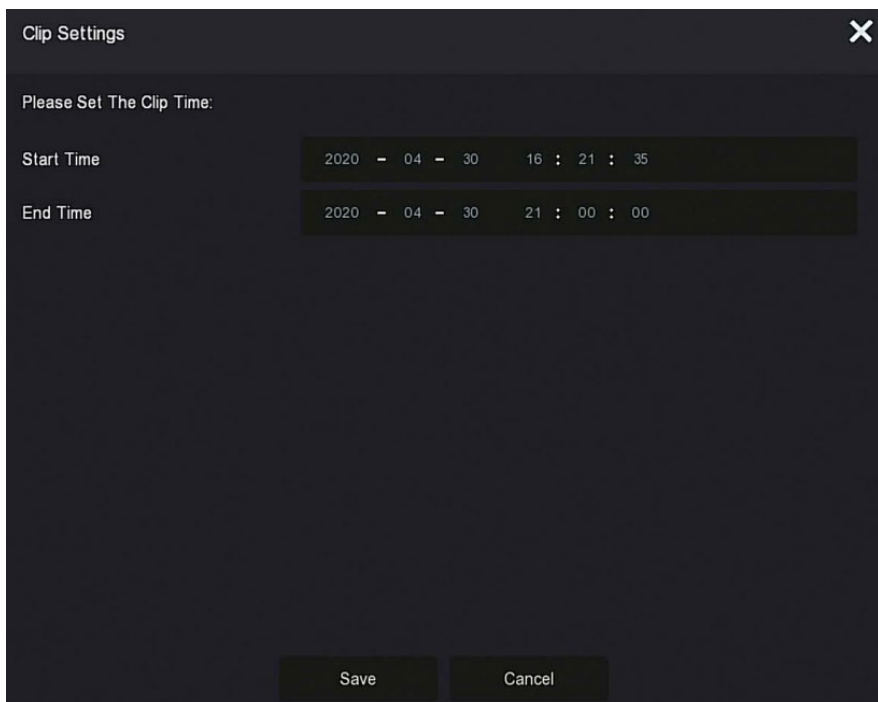 Clip Settings
Please Set The Clip Time:
Start Time 2020 - 04 - 30 16 : 21 : 35
End Time 2020 - 04 - 30 21 : 00 : 00
Save Cancel